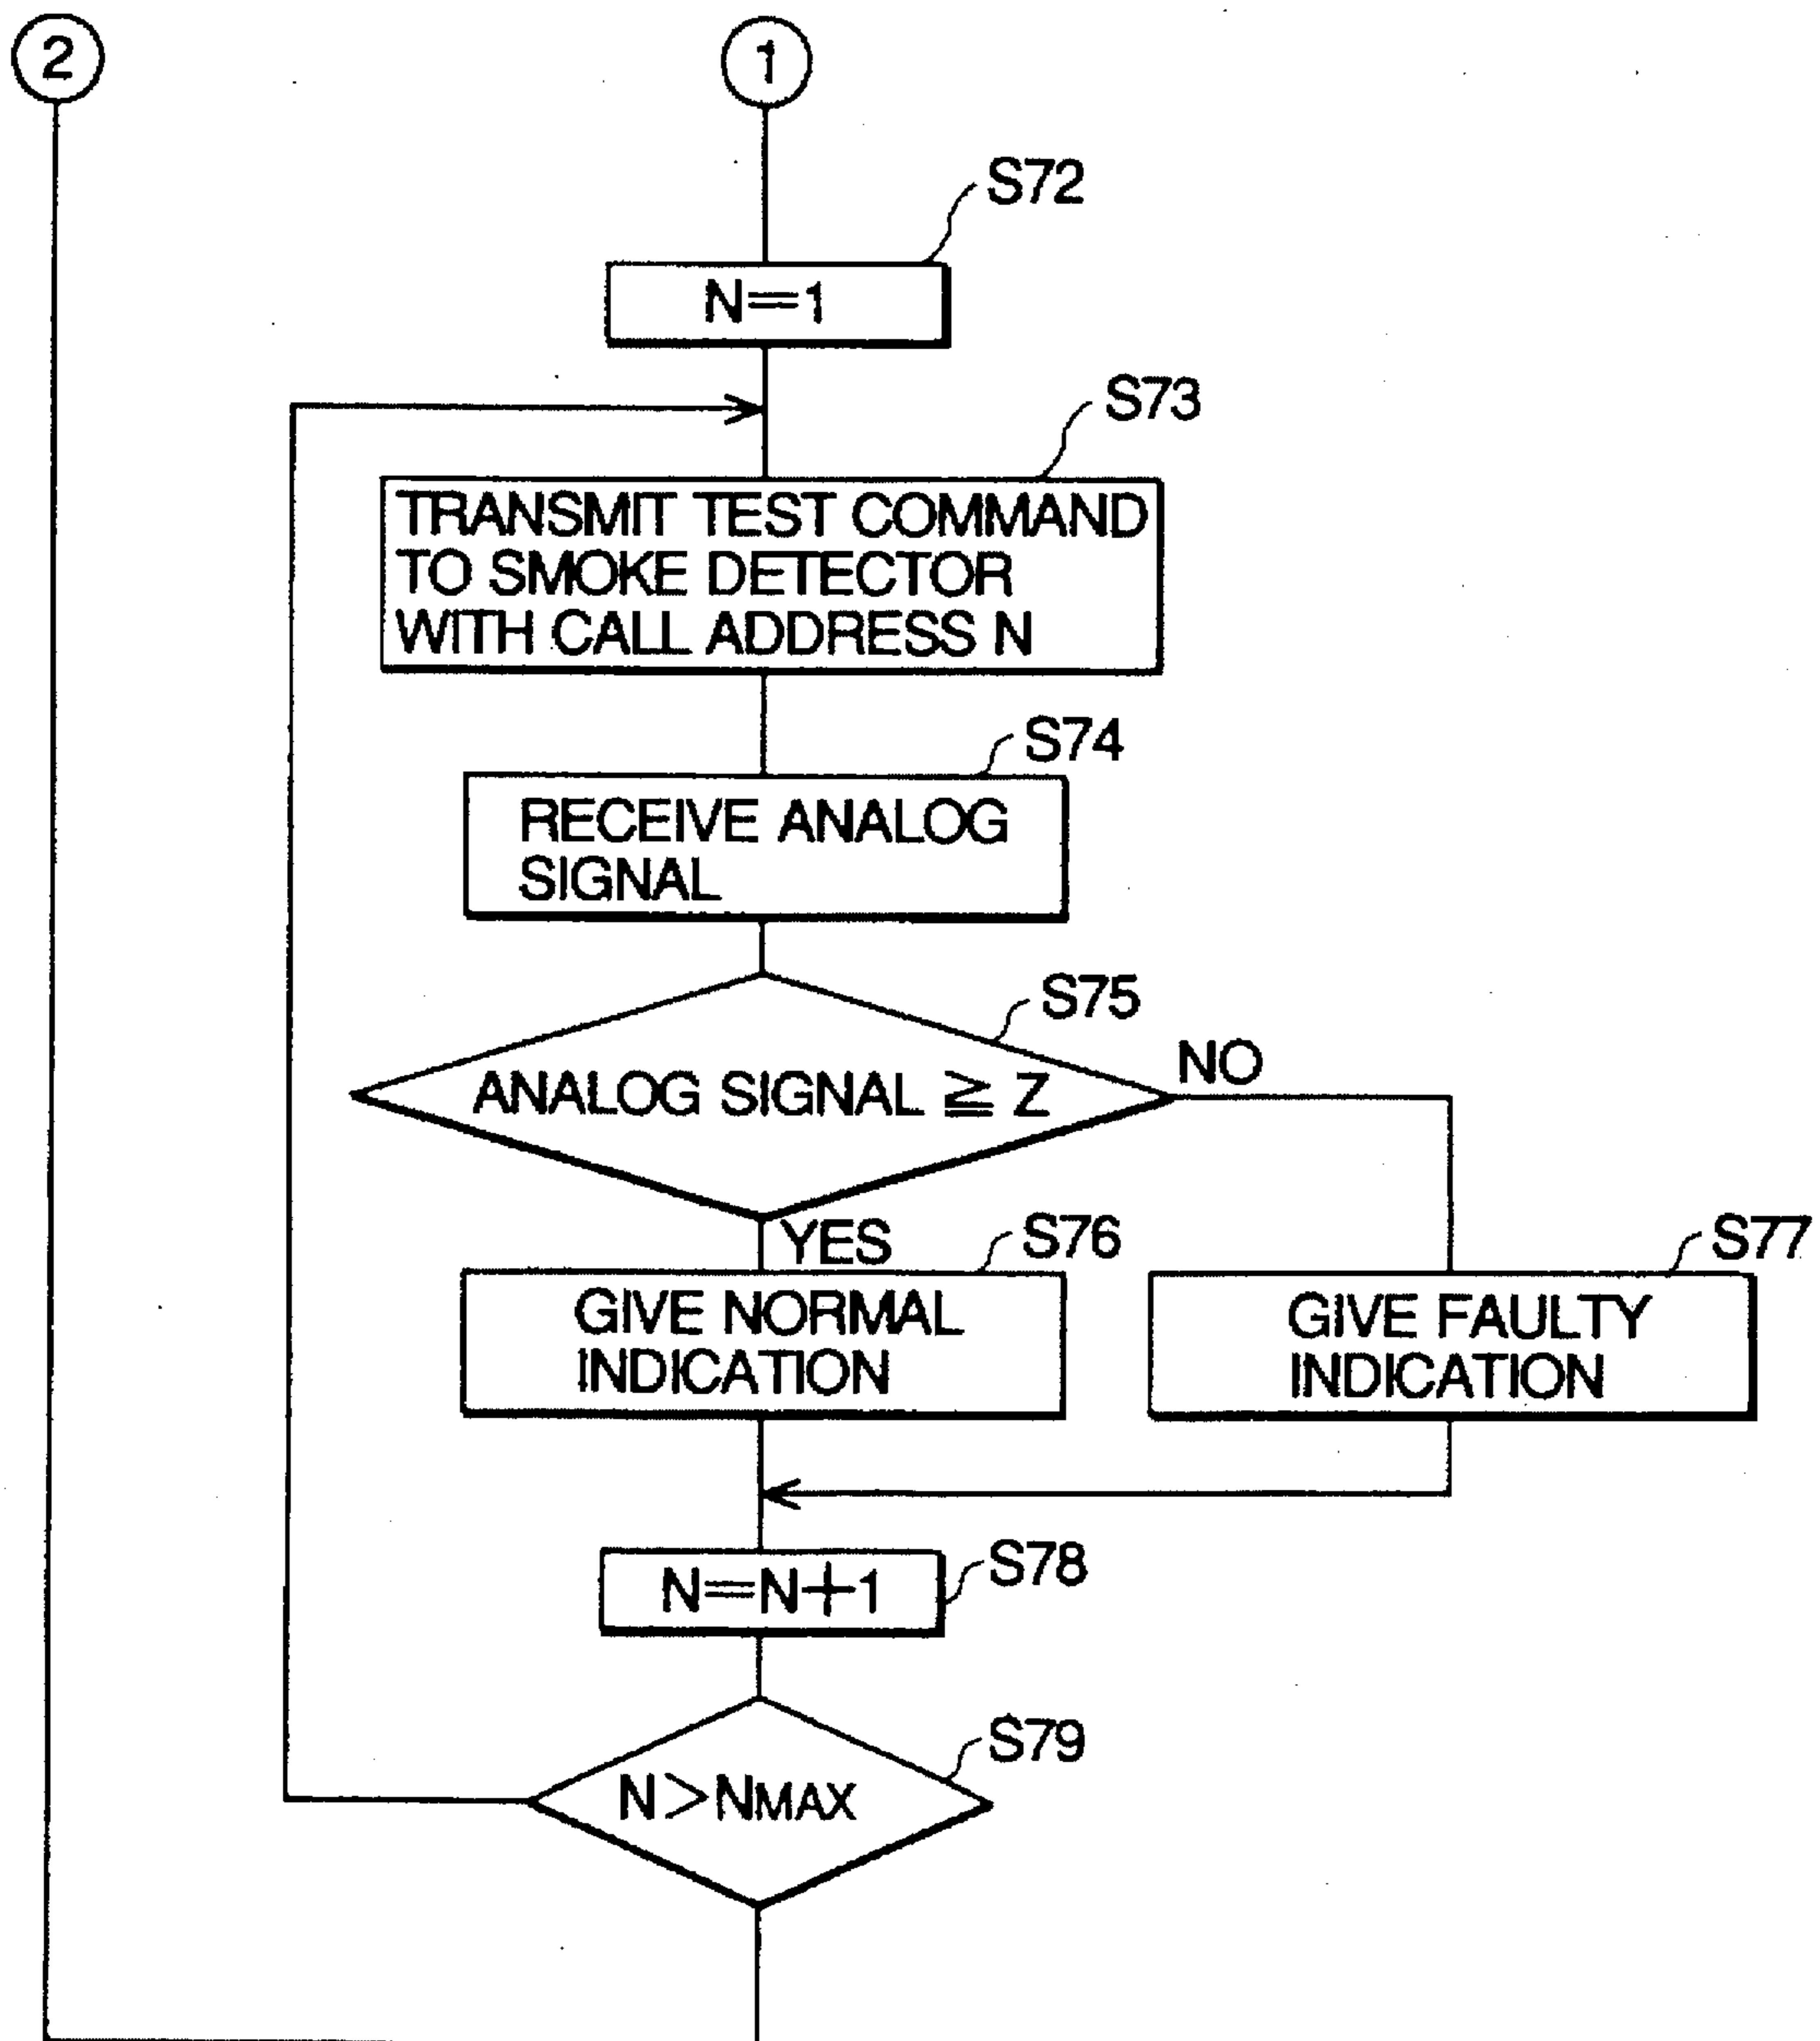 2
1
S72
N=1
S73
TRANSMIT TEST COMMAND
TO SMOKE DETECTOR
WITH CALL ADDRESS N
S74
RECEIVE ANALOG
SIGNAL
S75
ANALOG SIGNAL ≧ Z
NO
YES
S76
GIVE NORMAL
INDICATION
S77
GIVE FAULTY
INDICATION
S78
N=N+1
S79
N>NMAX